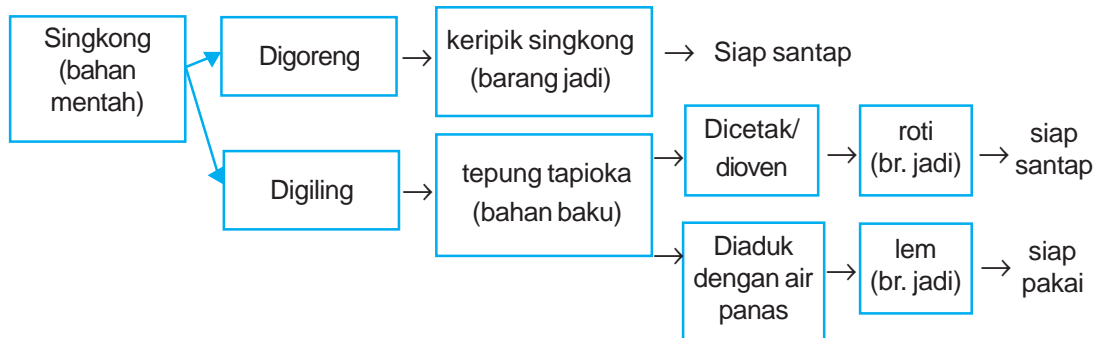 Singkong
(bahan
mentah)
Digoreng
→
keripik singkong
(barang jadi)
→ Siap santap
Digiling
→
tepung tapioka
(bahan baku)
→
Dicetak/
dioven
→
roti
(br. jadi)
→
siap
santap
→
Diaduk
dengan air
panas
→
lem
(br. jadi)
→
siap
pakai